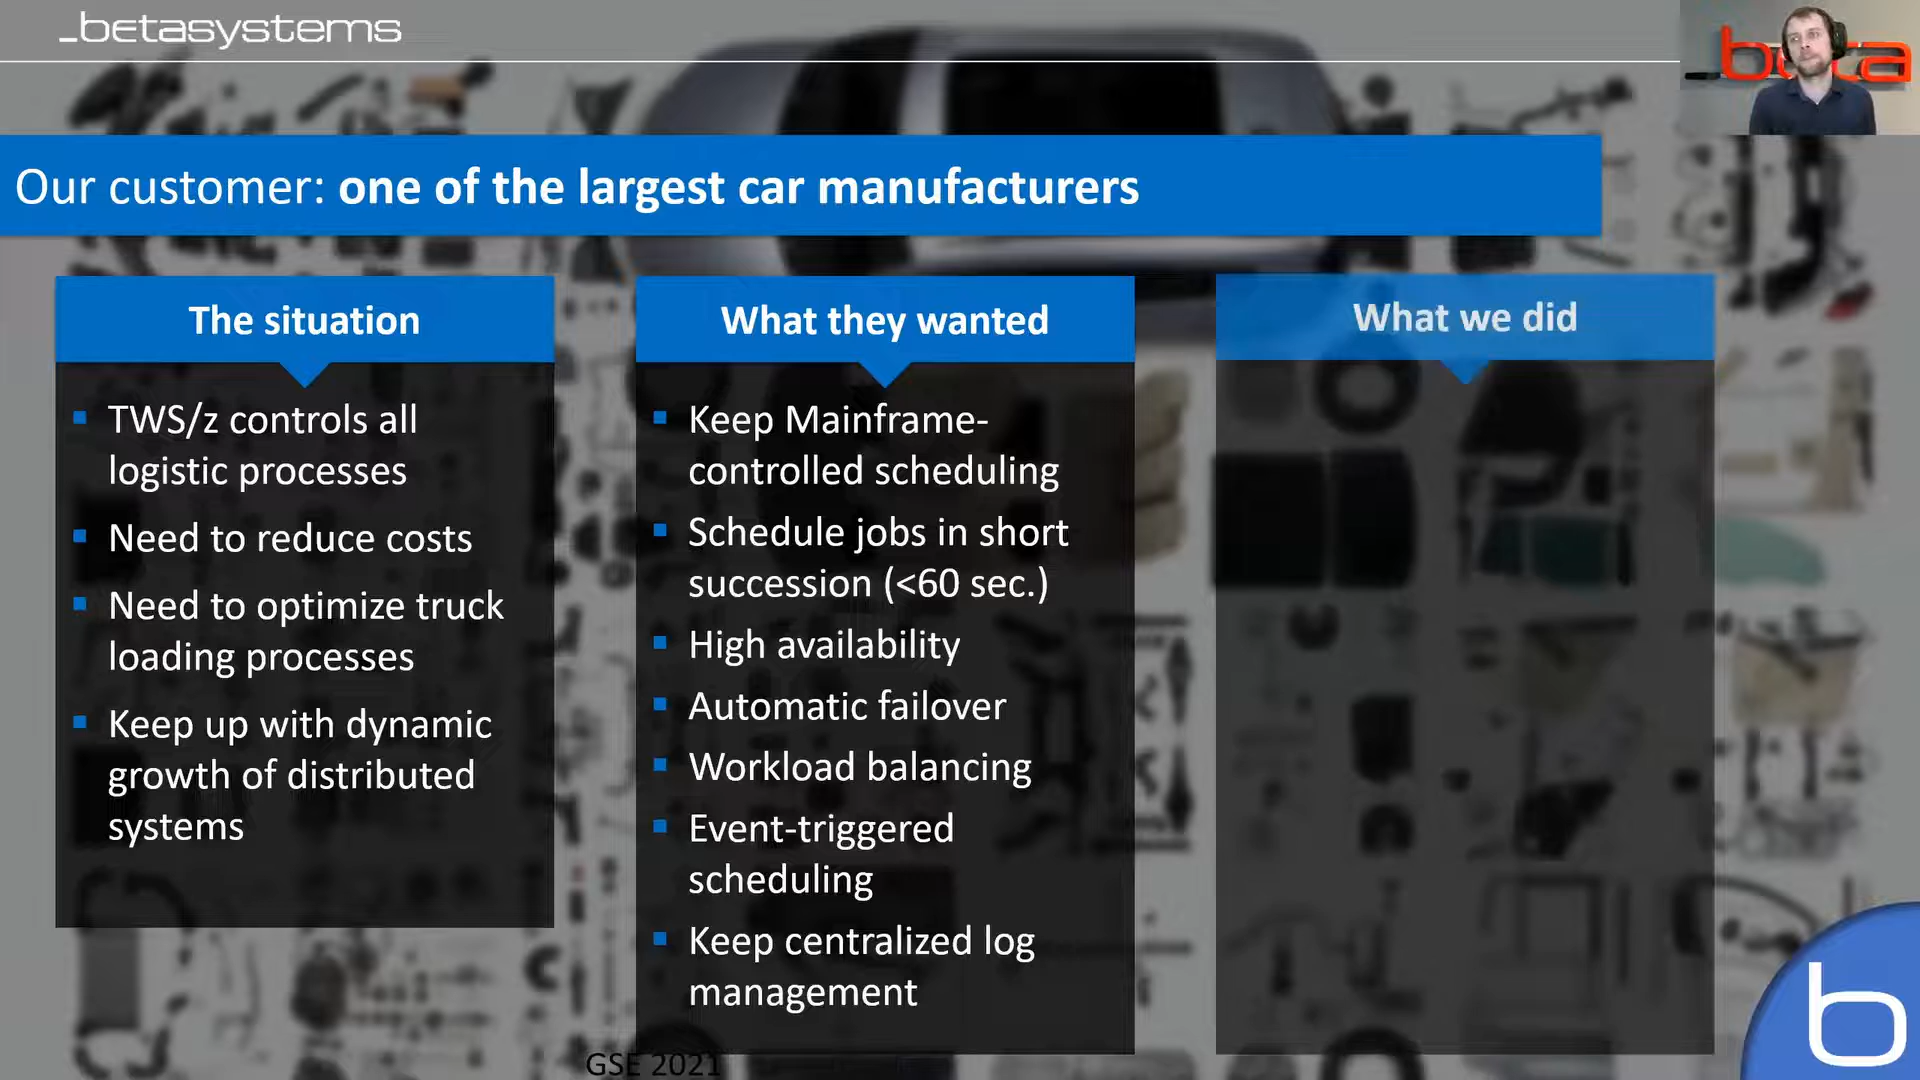 _betasystems
beta
Our customer: one of the largest car manufacturers
The situation
TWS/z controls all
logistic processes
Need to reduce costs
Need to optimize truck
loading processes
Keep up with dynamic
growth of distributed
systems
What they wanted
Keep Mainframe-
controlled scheduling
Schedule jobs in short
succession (<60 sec.)
High availability
Automatic failover
Workload balancing
Event-triggered
scheduling
Keep centralized log
management
What we did
GSE 2021
b